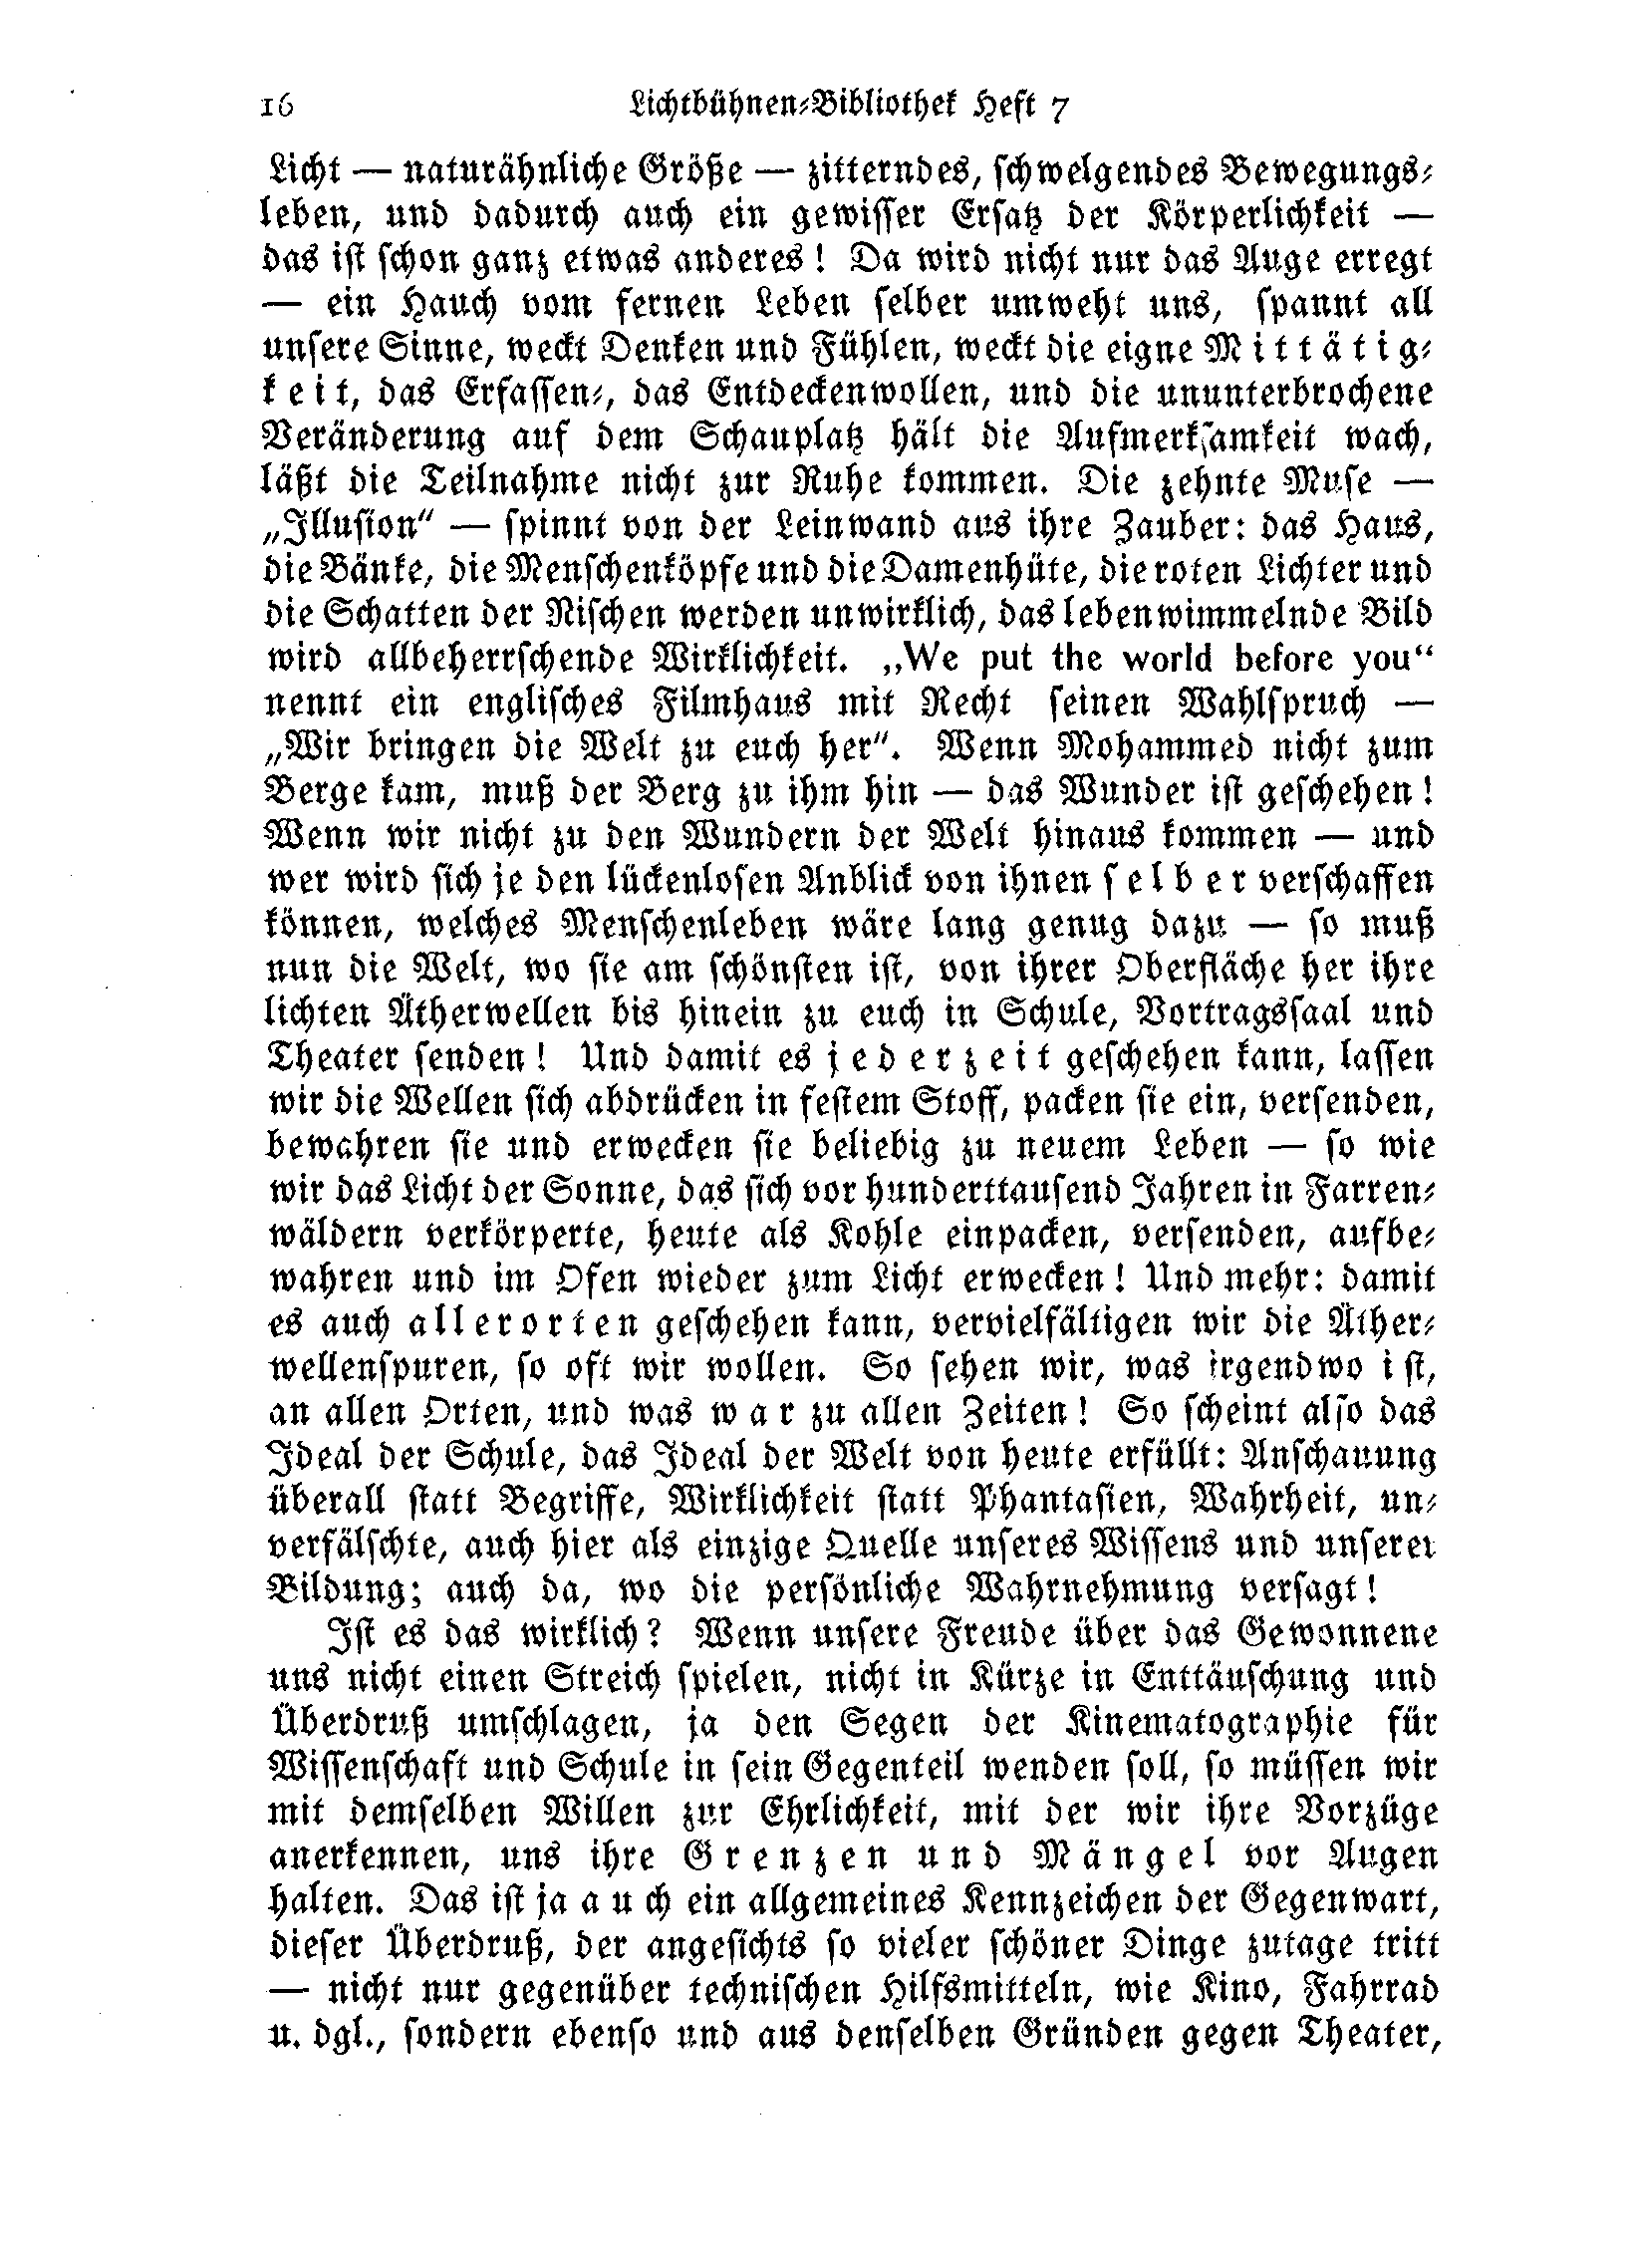 16 Lichtbühnen-Bibliothek Heft 7
Licht — naturähnliche Größe — zitterndes, schwelgendes Bewegungs-
leben, und dadurch auch ein gewisser Ersatz der Körperlichkeit —
das ist schon ganz etwas anderes! Da wird nicht nur das Auge erregt
— ein Hauch vom fernen Leben selber umweht uns, spannt all
unsere Sinne, weckt Denken und Fühlen, weckt die eigne Mittätig-
keit, das Erfassen-, das Entdeckenwollen, und die ununterbrochene
Veränderung auf dem Schauplatz hält die Aufmerksamkeit wach,
läßt die Teilnahme nicht zur Ruhe kommen. Die zehnte Muse —
„Illusion“ — spinnt von der Leinwand aus ihre Zauber: das Haus,
die Bänke, die Menschenköpfe und die Damenhüte, die roten Lichter und
die Schatten der Nischen werden unwirklich, das lebenwimmelnde Bild
wird allbeherrschende Wirklichkeit. „We put the world before you“
nennt ein englisches Filmhaus mit Recht seinen Wahlspruch —
„Wir bringen die Welt zu euch her“. Wenn Mohammed nicht zum
Berge kam, muß der Berg zu ihm hin — das Wunder ist geschehen!
Wenn wir nicht zu den Wundern der Welt hinaus kommen — und
wer wird sich je den lückenlosen Anblick von ihnen selber verschaffen
können, welches Menschenleben wäre lang genug dazu — so muß
nun die Welt, wo sie am schönsten ist, von ihrer Oberfläche her ihre
lichten Ätherwellen bis hinein zu euch in Schule, Vortragssaal und
Theater senden! Und damit es jederzeit geschehen kann, lassen
wir die Wellen sich abdrücken in festem Stoff, packen sie ein, versenden,
bewahren sie und erwecken sie beliebig zu neuem Leben — so wie
wir das Licht der Sonne, das sich vor hunderttausend Jahren in Farren-
wäldern verkörperte, heute als Kohle einpacken, versenden, aufbe-
wahren und im Ofen wieder zum Licht erwecken! Und mehr: damit
es auch allerorten geschehen kann, vervielfältigen wir die Äther-
wellenspuren, so oft wir wollen. So sehen wir, was irgendwo ist,
an allen Orten, und was war zu allen Zeiten! So scheint also das
Ideal der Schule, das Ideal der Welt von heute erfüllt: Anschauung
überall statt Begriffe, Wirklichkeit statt Phantasien, Wahrheit, un-
verfälschte, auch hier als einzige Quelle unseres Wissens und unserer
Bildung; auch da, wo die persönliche Wahrnehmung versagt!
Ist es das wirklich? Wenn unsere Freude über das Gewonnene
uns nicht einen Streich spielen, nicht in Kürze in Enttäuschung und
Überdruß umschlagen, ja den Segen der Kinematographie für
Wissenschaft und Schule in sein Gegenteil wenden soll, so müssen wir
mit demselben Willen zur Ehrlichkeit, mit der wir ihre Vorzüge
anerkennen, uns ihre Grenzen und Mängel vor Augen
halten. Das ist ja auch ein allgemeines Kennzeichen der Gegenwart,
dieser Überdruß, der angesichts so vieler schöner Dinge zutage tritt
— nicht nur gegenüber technischen Hilfsmitteln, wie Kino, Fahrrad
u. dgl., sondern ebenso und aus denselben Gründen gegen Theater,